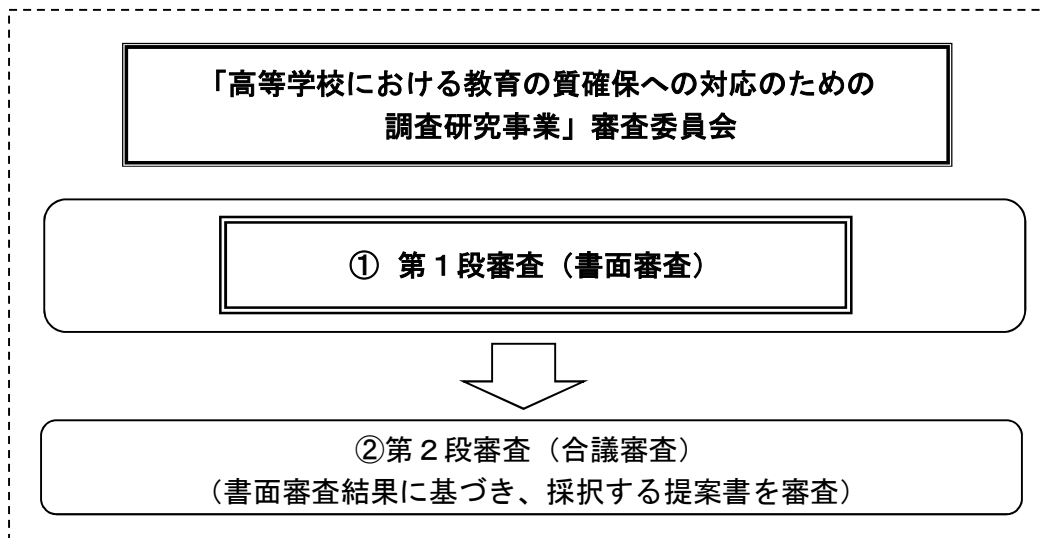 「高等学校における教育の質確保への対応のための
調査研究事業」審査委員会
① 第１段審査（書面審査）
②第２段審査（合議審査）
（書面審査結果に基づき、採択する提案書を審査）